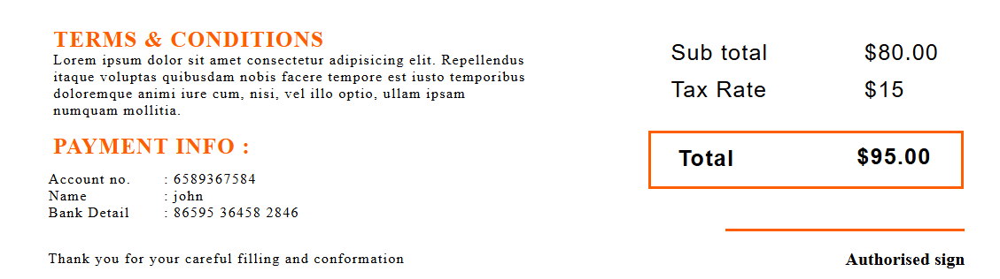 TERMS & CONDITIONS
Lorem ipsum dolor sit amet consectetur adipisicing elit. Repellendus
itaque voluptas quibusdam nobis facere tempore est iusto temporibus
doloremque animi iure cum, nisi, vel illo optio, ullam ipsam
numquam mollitia.
PAYMENT INFO :
Account no. : 6589367584
Name : john
Bank Detail : 86595 36458 2846
Thank you for your careful filling and conformation
Sub total $80.00
Tax Rate $15
Total $95.00
Authorised sign